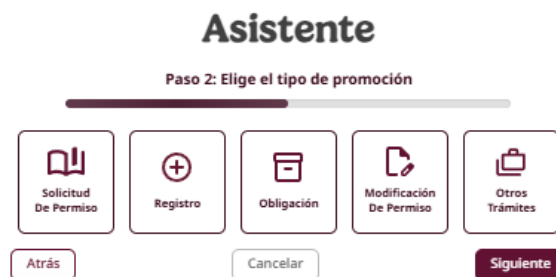 Asistente
Paso 2: Elige el tipo de promoción
Solicitud
De Permiso
Registro
Obligación
Modificación
De Permiso
Otros
Trámites
Atrás
Cancelar
Siguiente